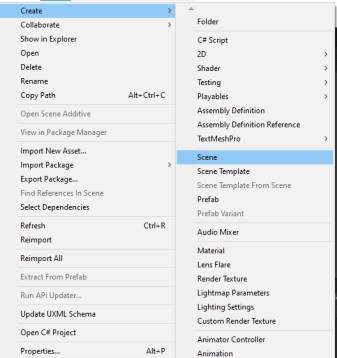 Create
Collaborate
Show in Explorer
Open
Delete
Rename
Copy Path Alt+Ctrl+C
Open Scene Additive
View in Package Manager
Import New Asset...
Import Package
Export Package...
Find References In Scene
Select Dependencies
Refresh Ctrl+R
Reimport
Reimport All
Extract From Prefab
Run API Updater...
Update UXML Schema
Open C# Project
Properties... Alt+P
Folder
C# Script
2D
Shader
Testing
Playables
Assembly Definition
Assembly Definition Reference
TextMeshPro
Scene
Scene Template
Scene Template From Scene
Prefab
Prefab Variant
Audio Mixer
Material
Lens Flare
Render Texture
Lightmap Parameters
Lighting Settings
Custom Render Texture
Animator Controller
Animation